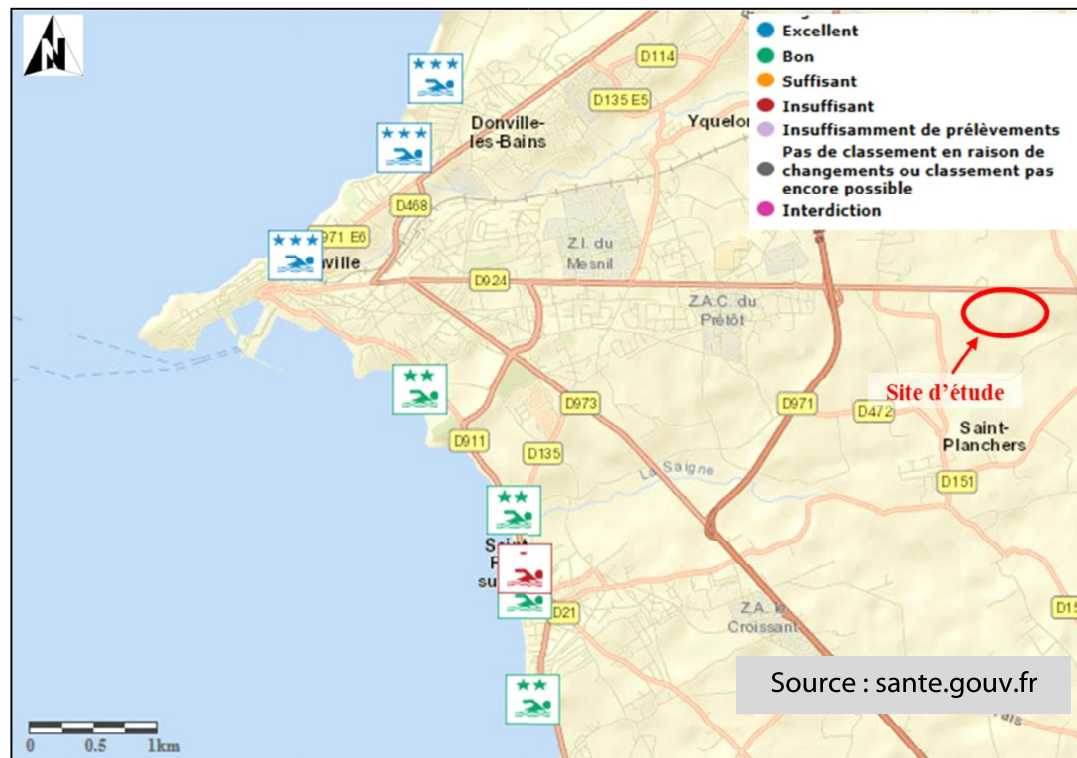 N
Excellent
Bon
Suffisant
Insuffisant
Insuffisamment de prélèvements
Pas de classement en raison de
changements ou classement pas
encore possible
Interdiction
D114
D135 E5
Donville-
les-Bains
D468
971 E6
ville
Z.I. du
Mesnil
D924
Z.A.C. du
Prétôt
Site d'étude
D973
D971
D472
Saint-
Planchers
D911
D135
La Saigne
D151
D21
Z.A. le
Croissant
Source : sante.gouv.fr
0 0.5 1km